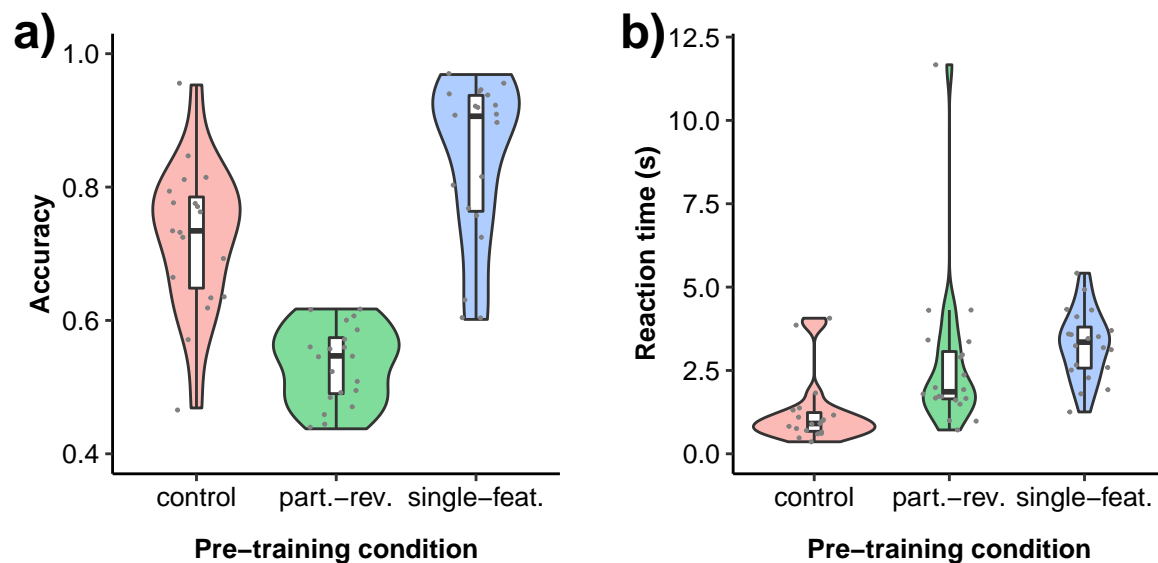 a)
Accuracy
1.0
0.8
0.6
0.4
control part.−rev. single−feat.
Pre−training condition
b)
Reaction time (s)
12.5
10.0
7.5
5.0
2.5
0.0
control part.−rev. single−feat.
Pre−training condition